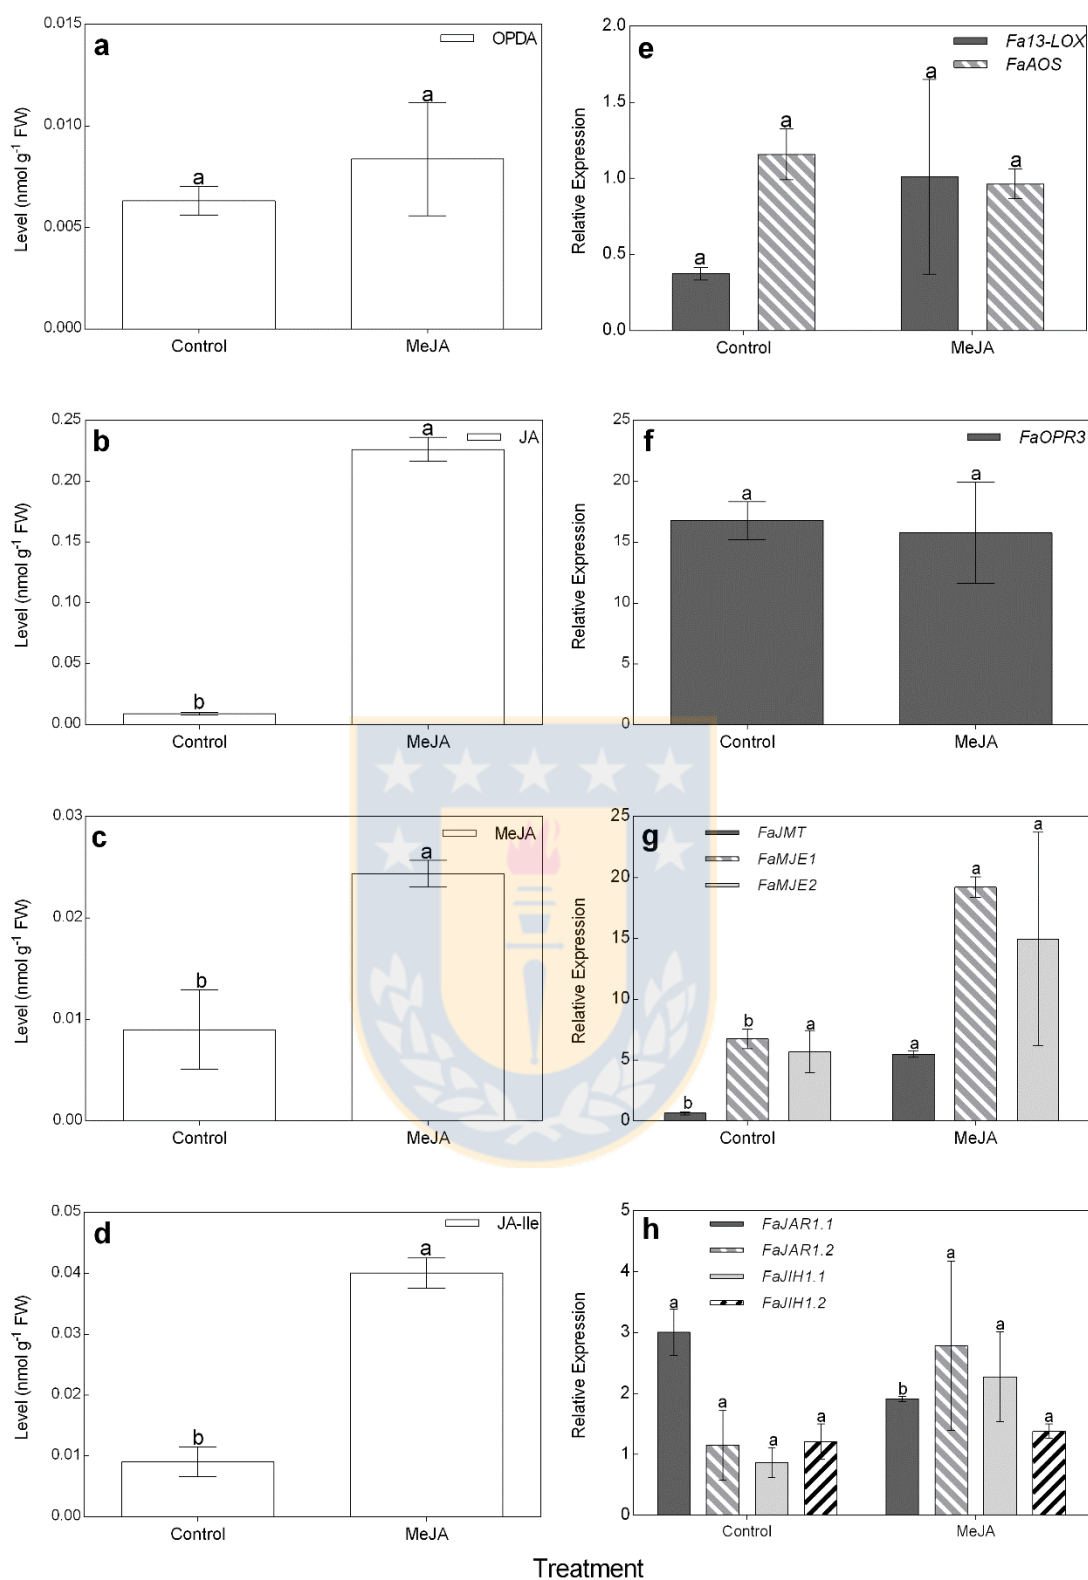 a
OPDA
0.015
0.010
0.005
0.000
Level (nmol g⁻¹ FW)
a
a
Control
MeJA
e
Fa13-LOX
FaAOS
2.0
1.5
1.0
0.5
0.0
Relative Expression
a
a
a
a
Control
MeJA
b
JA
0.25
0.20
0.15
0.10
0.05
0.00
Level (nmol g⁻¹ FW)
b
a
Control
MeJA
f
FaOPR3
25
20
15
10
5
0
Relative Expression
a
a
Control
MeJA
c
MeJA
0.03
0.02
0.01
0.00
Level (nmol g⁻¹ FW)
b
a
Control
MeJA
g
FaJMT
FaMJE1
FaMJE2
25
20
15
10
5
0
Relative Expression
b
b
a
a
a
a
Control
MeJA
d
JA-Ile
0.05
0.04
0.03
0.02
0.01
0.00
Level (nmol g⁻¹ FW)
b
a
Control
MeJA
h
FaJAR1.1
FaJAR1.2
FaJIH1.1
FaJIH1.2
5
4
3
2
1
0
Relative Expression
a
a
a
a
b
a
a
a
Control
MeJA
Treatment